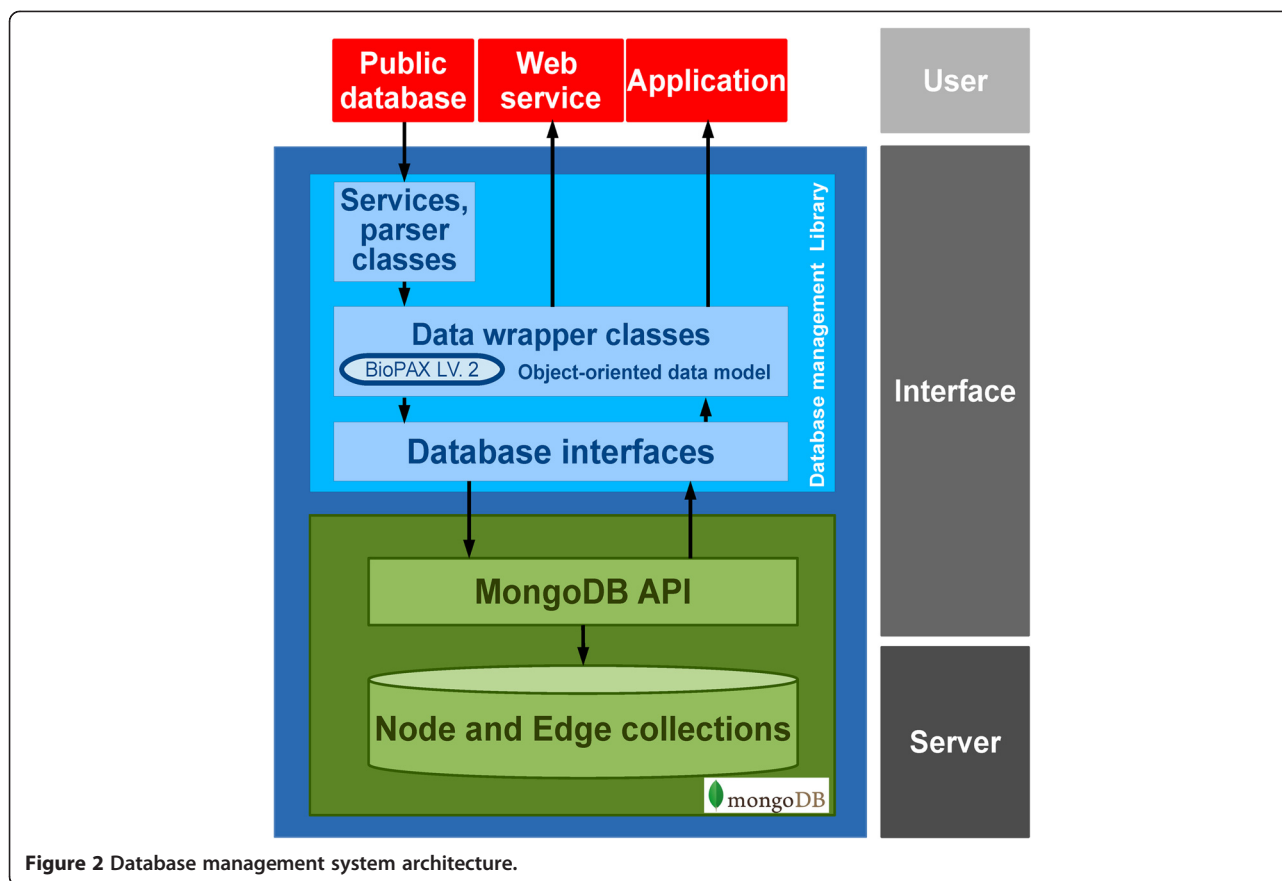 Public
database
Web
service
Application
User
Services,
parser
classes
Database management Library
Data wrapper classes
BioPAX LV. 2
Object-oriented data model
Interface
Database interfaces
MongoDB API
Node and Edge collections
Server
mongoDB
Figure 2 Database management system architecture.